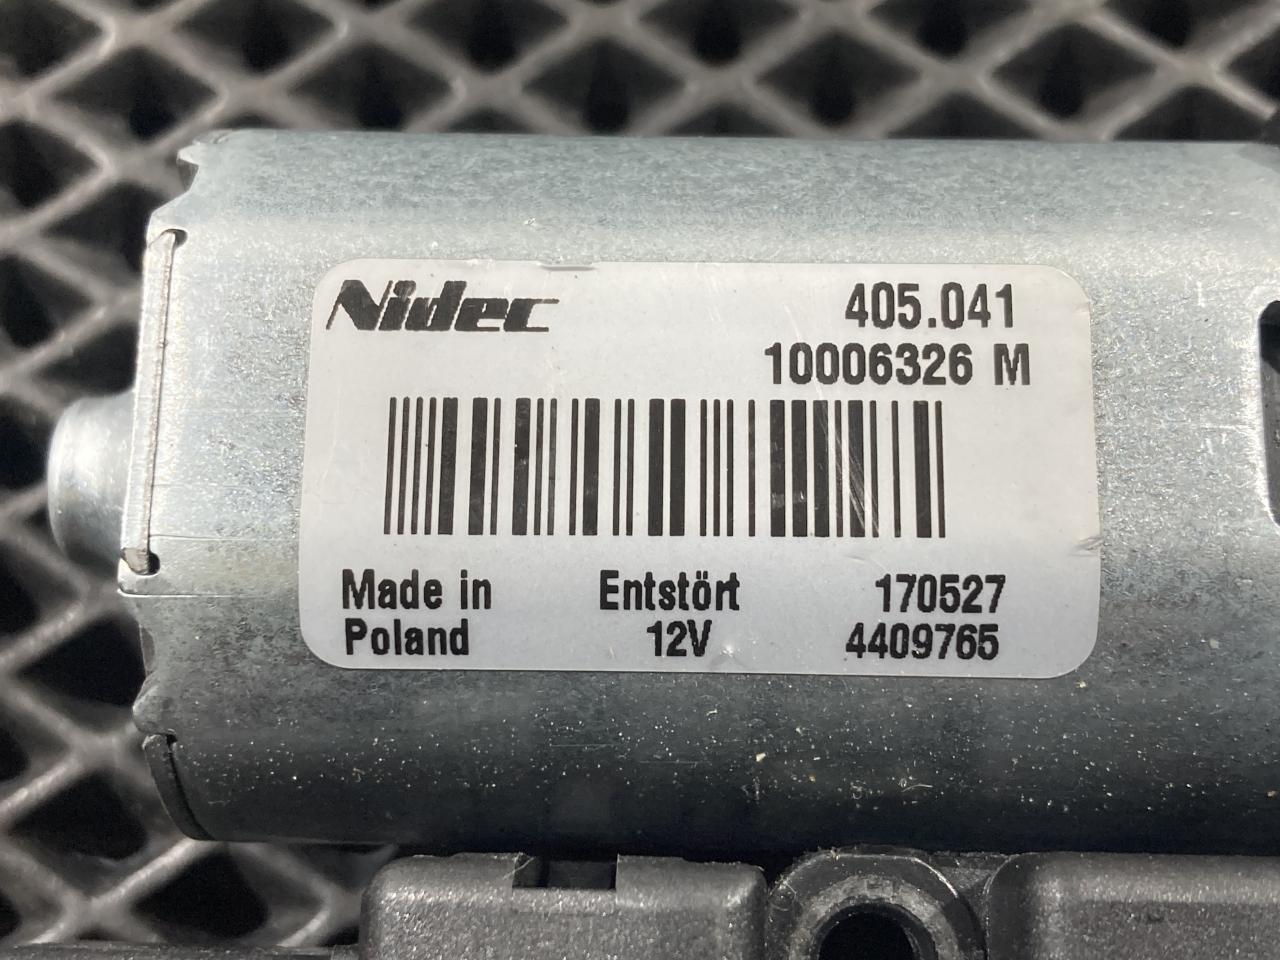 Nidec
405.041
10006326 M
Made in Poland
Entstört 12V
170527
4409765